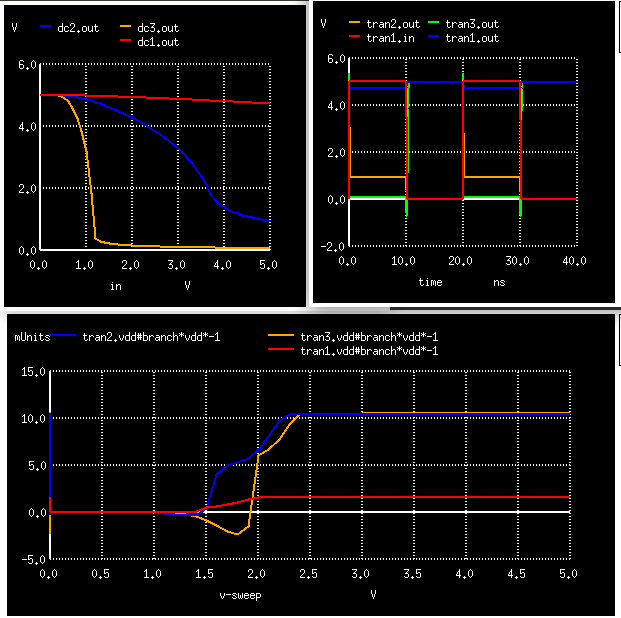 V dc2.out dc3.out
dc1.out
6.0
4.0
2.0
0.0
0.0 1.0 2.0 3.0 4.0 5.0
in V
V tran2.out tran3.out
tran1.in tran1.out
6.0
4.0
2.0
0.0
-2.0
0.0 10.0 20.0 30.0 40.0
time ns
mUnits tran2.vdd#branch*vdd*-1 tran3.vdd#branch*vdd*-1
tran1.vdd#branch*vdd*-1
15.0
10.0
5.0
0.0
-5.0
0.0 0.5 1.0 1.5 2.0 2.5 3.0 3.5 4.0 4.5 5.0
v-sweep V